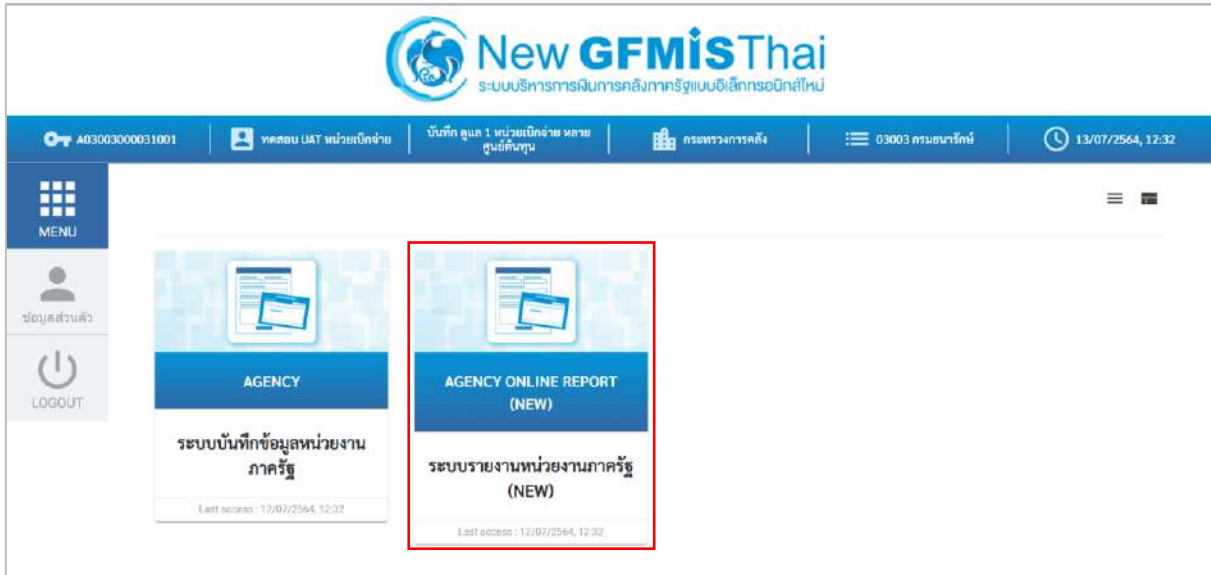 New GFMIS Thai
ระบบบริหารการเงินการคลังภาครัฐแบบอิเล็กทรอนิกส์ใหม่
A03003000031001
ทดสอบ UAT หน่วยเบิกจ่าย
บันทึก ดูแล 1 หน่วยเบิกจ่าย หลาย
ศูนย์ต้นทุน
กระทรวงการคลัง
03003 กรมธนารักษ์
13/07/2564, 12:32
MENU
ข้อมูลส่วนตัว
LOGOUT
AGENCY
ระบบบันทึกข้อมูลหน่วยงาน
ภาครัฐ
Last access : 12/07/2564, 12:32
AGENCY ONLINE REPORT
(NEW)
ระบบรายงานหน่วยงานภาครัฐ
(NEW)
Last access : 12/07/2564, 12:32